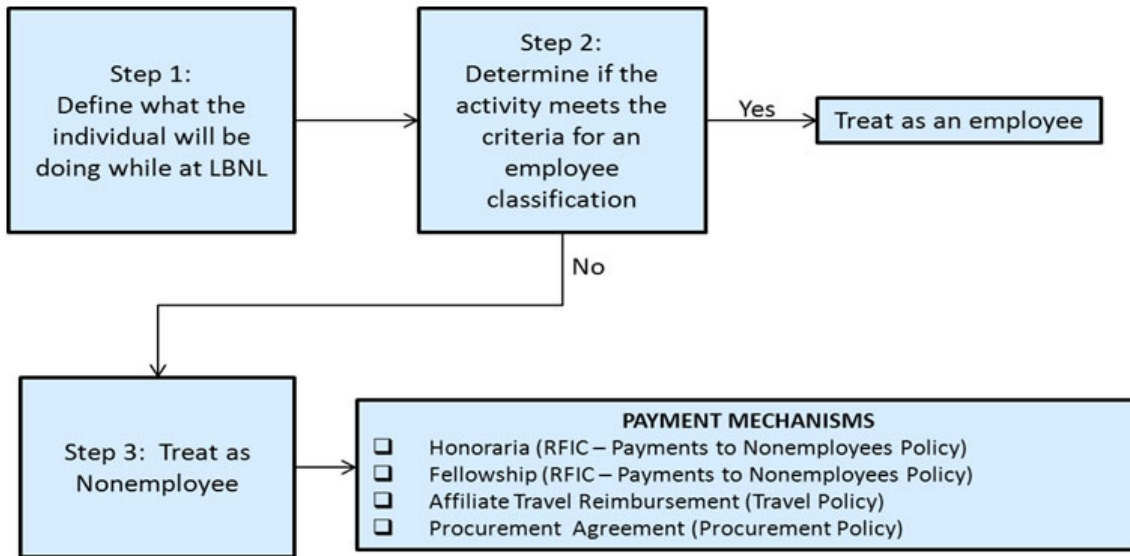 Step 1:
Define what the
individual will be
doing while at LBNL
Step 2:
Determine if the
activity meets the
criteria for an
employee
classification
Yes
Treat as an employee
No
Step 3: Treat as
Nonemployee
PAYMENT MECHANISMS
Honoraria (RFIC – Payments to Nonemployees Policy)
Fellowship (RFIC – Payments to Nonemployees Policy)
Affiliate Travel Reimbursement (Travel Policy)
Procurement Agreement (Procurement Policy)